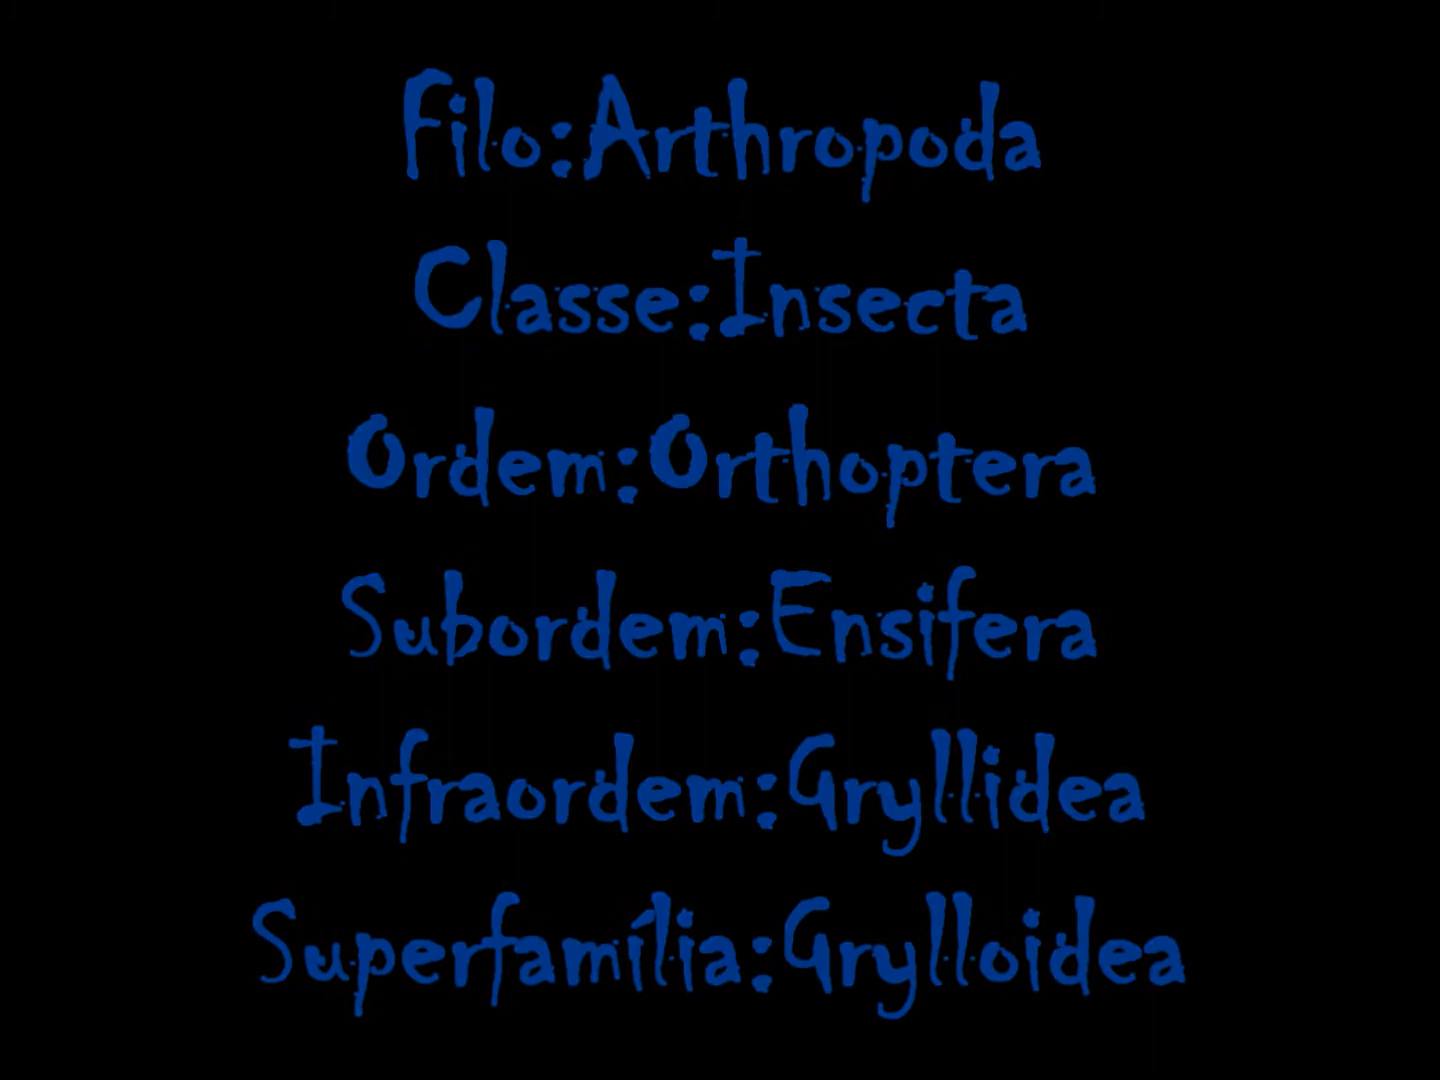 Filo:Arthropoda
Classe:Insecta
Ordem:Orthoptera
Subordem:Ensifera
Infraordem:Gryllidea
Superfamília:Grylloidea